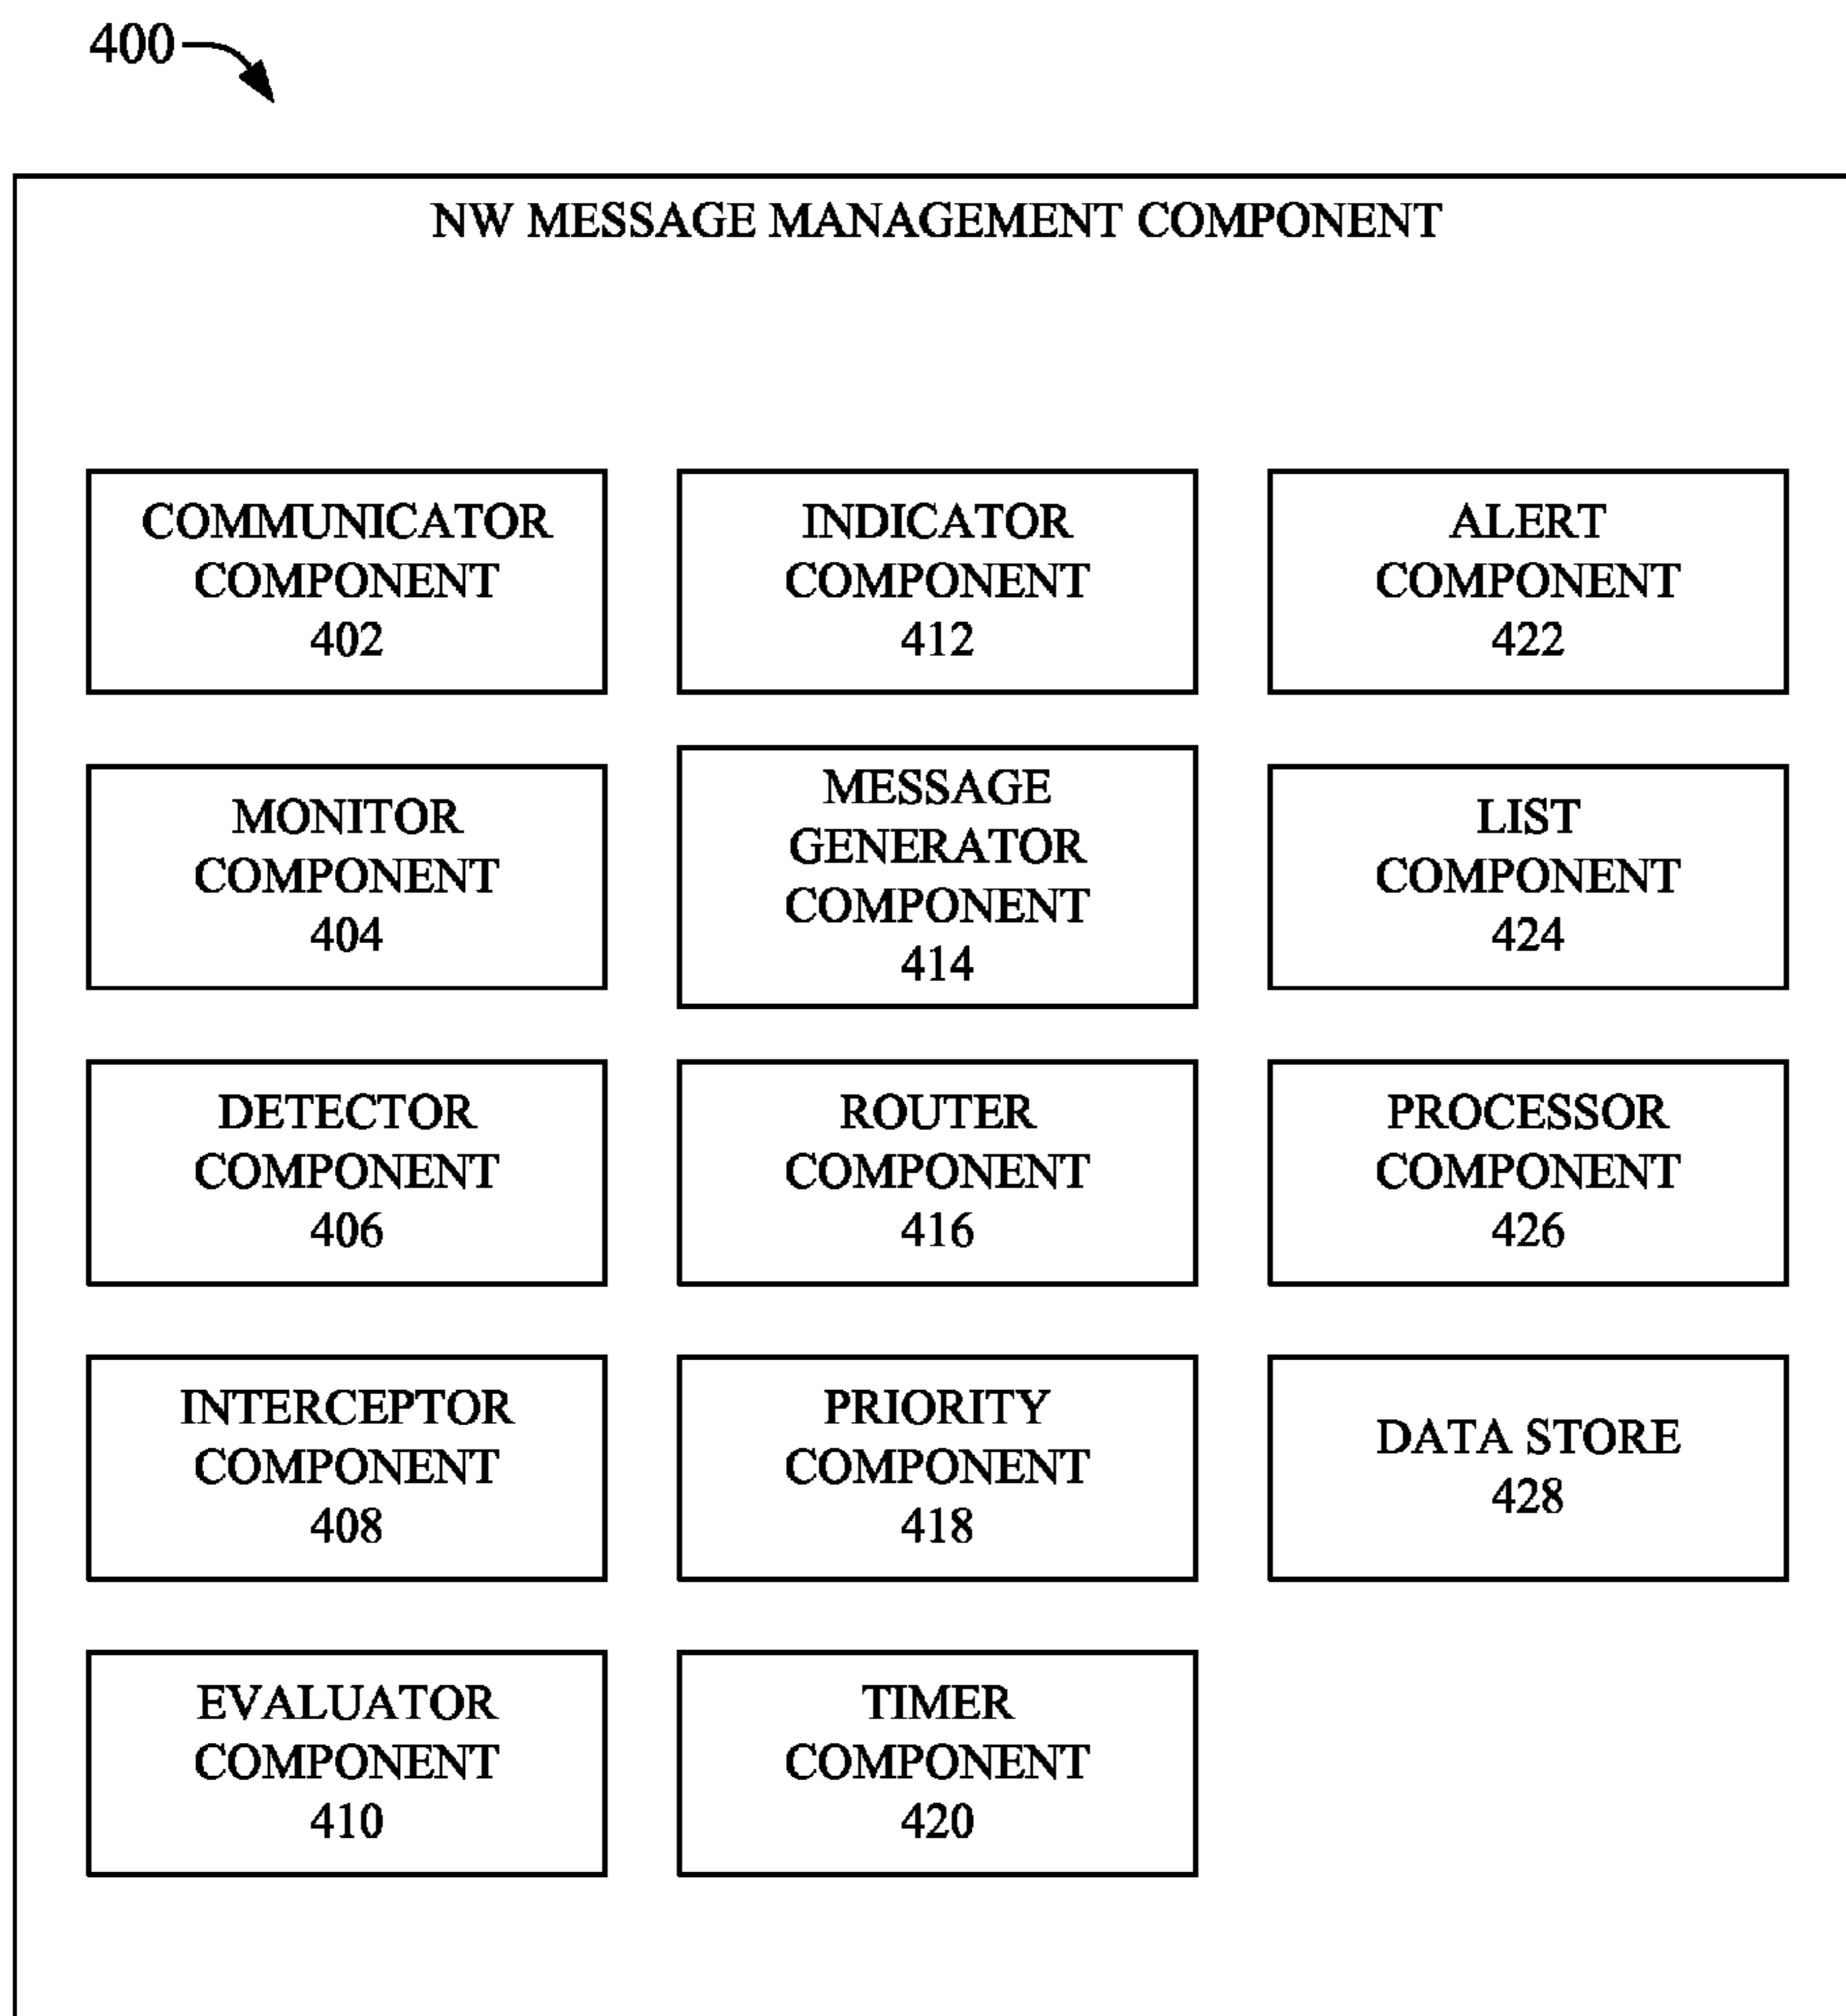 400
NW MESSAGE MANAGEMENT COMPONENT
COMMUNICATOR
COMPONENT
402
INDICATOR
COMPONENT
412
ALERT
COMPONENT
422
MONITOR
COMPONENT
404
MESSAGE
GENERATOR
COMPONENT
414
LIST
COMPONENT
424
DETECTOR
COMPONENT
406
ROUTER
COMPONENT
416
PROCESSOR
COMPONENT
426
INTERCEPTOR
COMPONENT
408
PRIORITY
COMPONENT
418
DATA STORE
428
EVALUATOR
COMPONENT
410
TIMER
COMPONENT
420